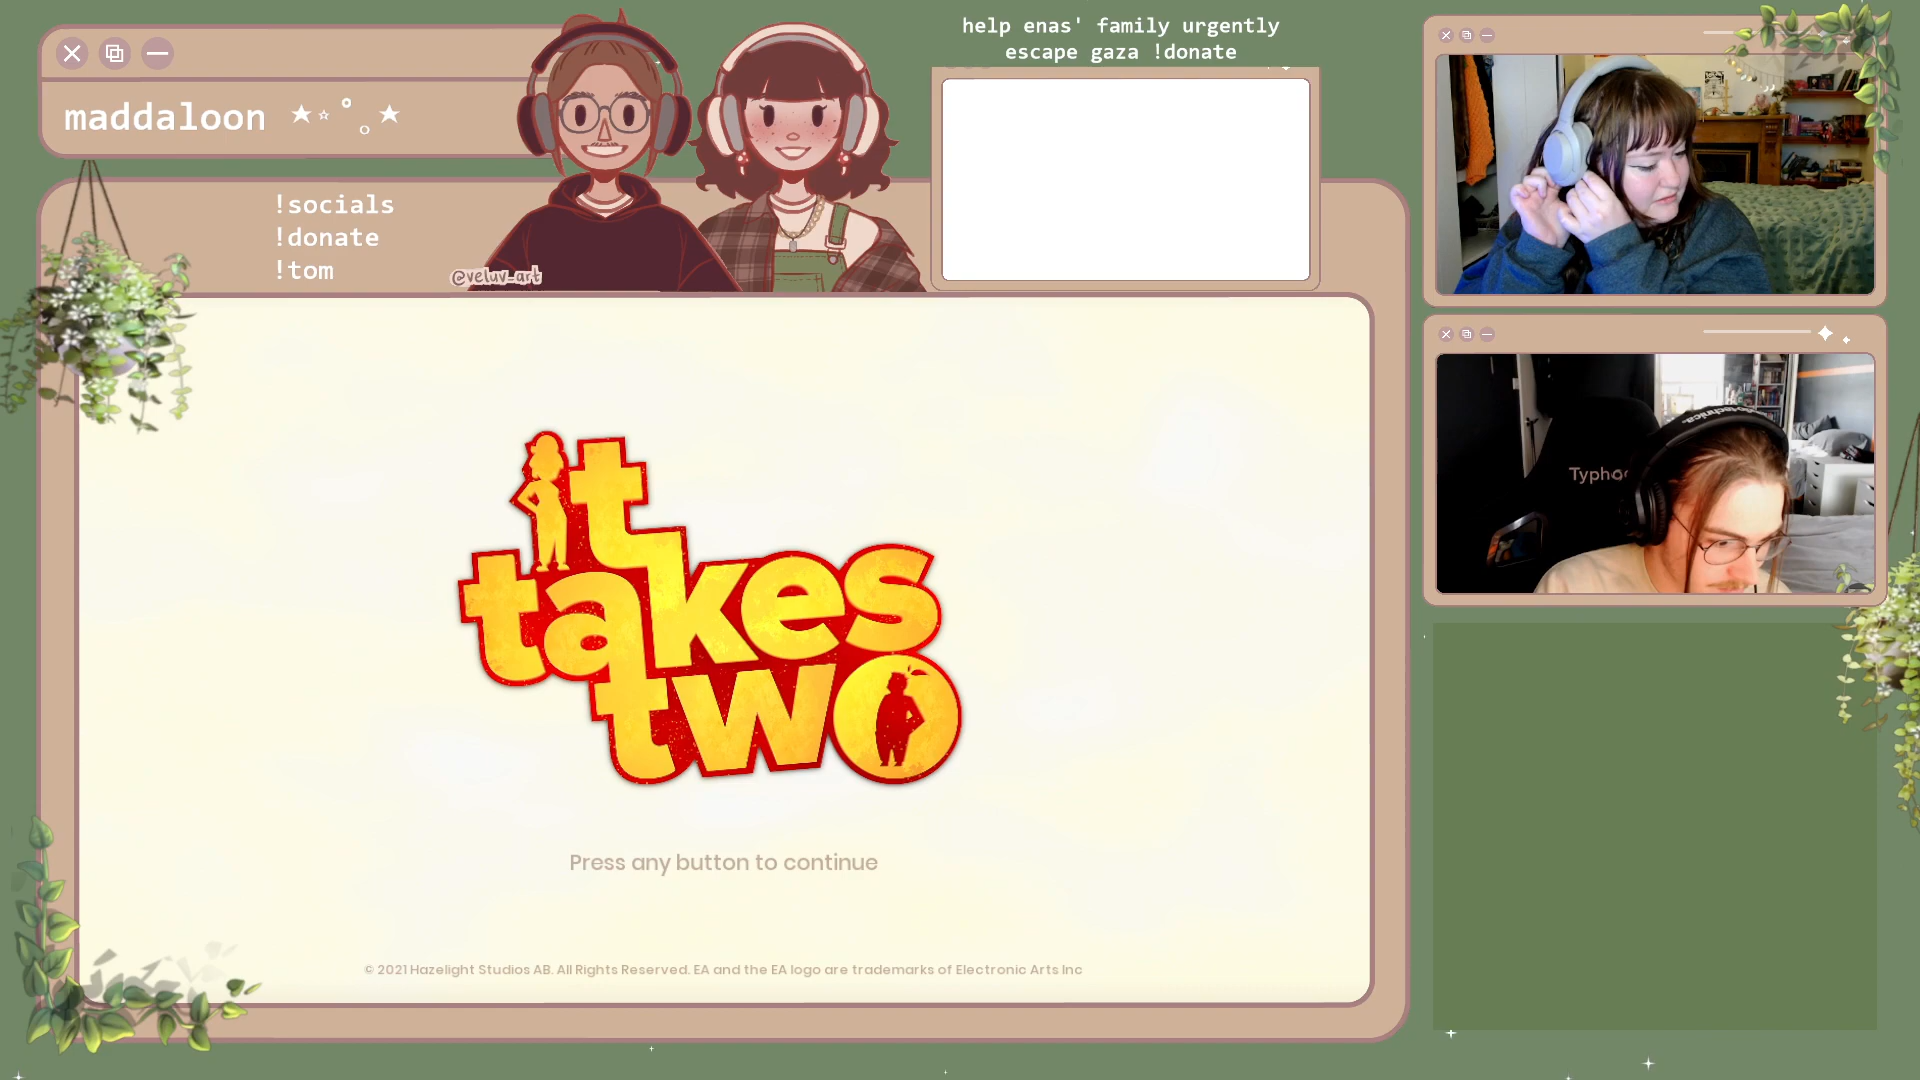 help enas' family urgently
escape gaza !donate
maddaloon
!socials
!donate
!tom
@veluv_art
it
takes
two
Press any button to continue
© 2021 Hazelight Studios AB. All Rights Reserved. EA and the EA logo are trademarks of Electronic Arts Inc